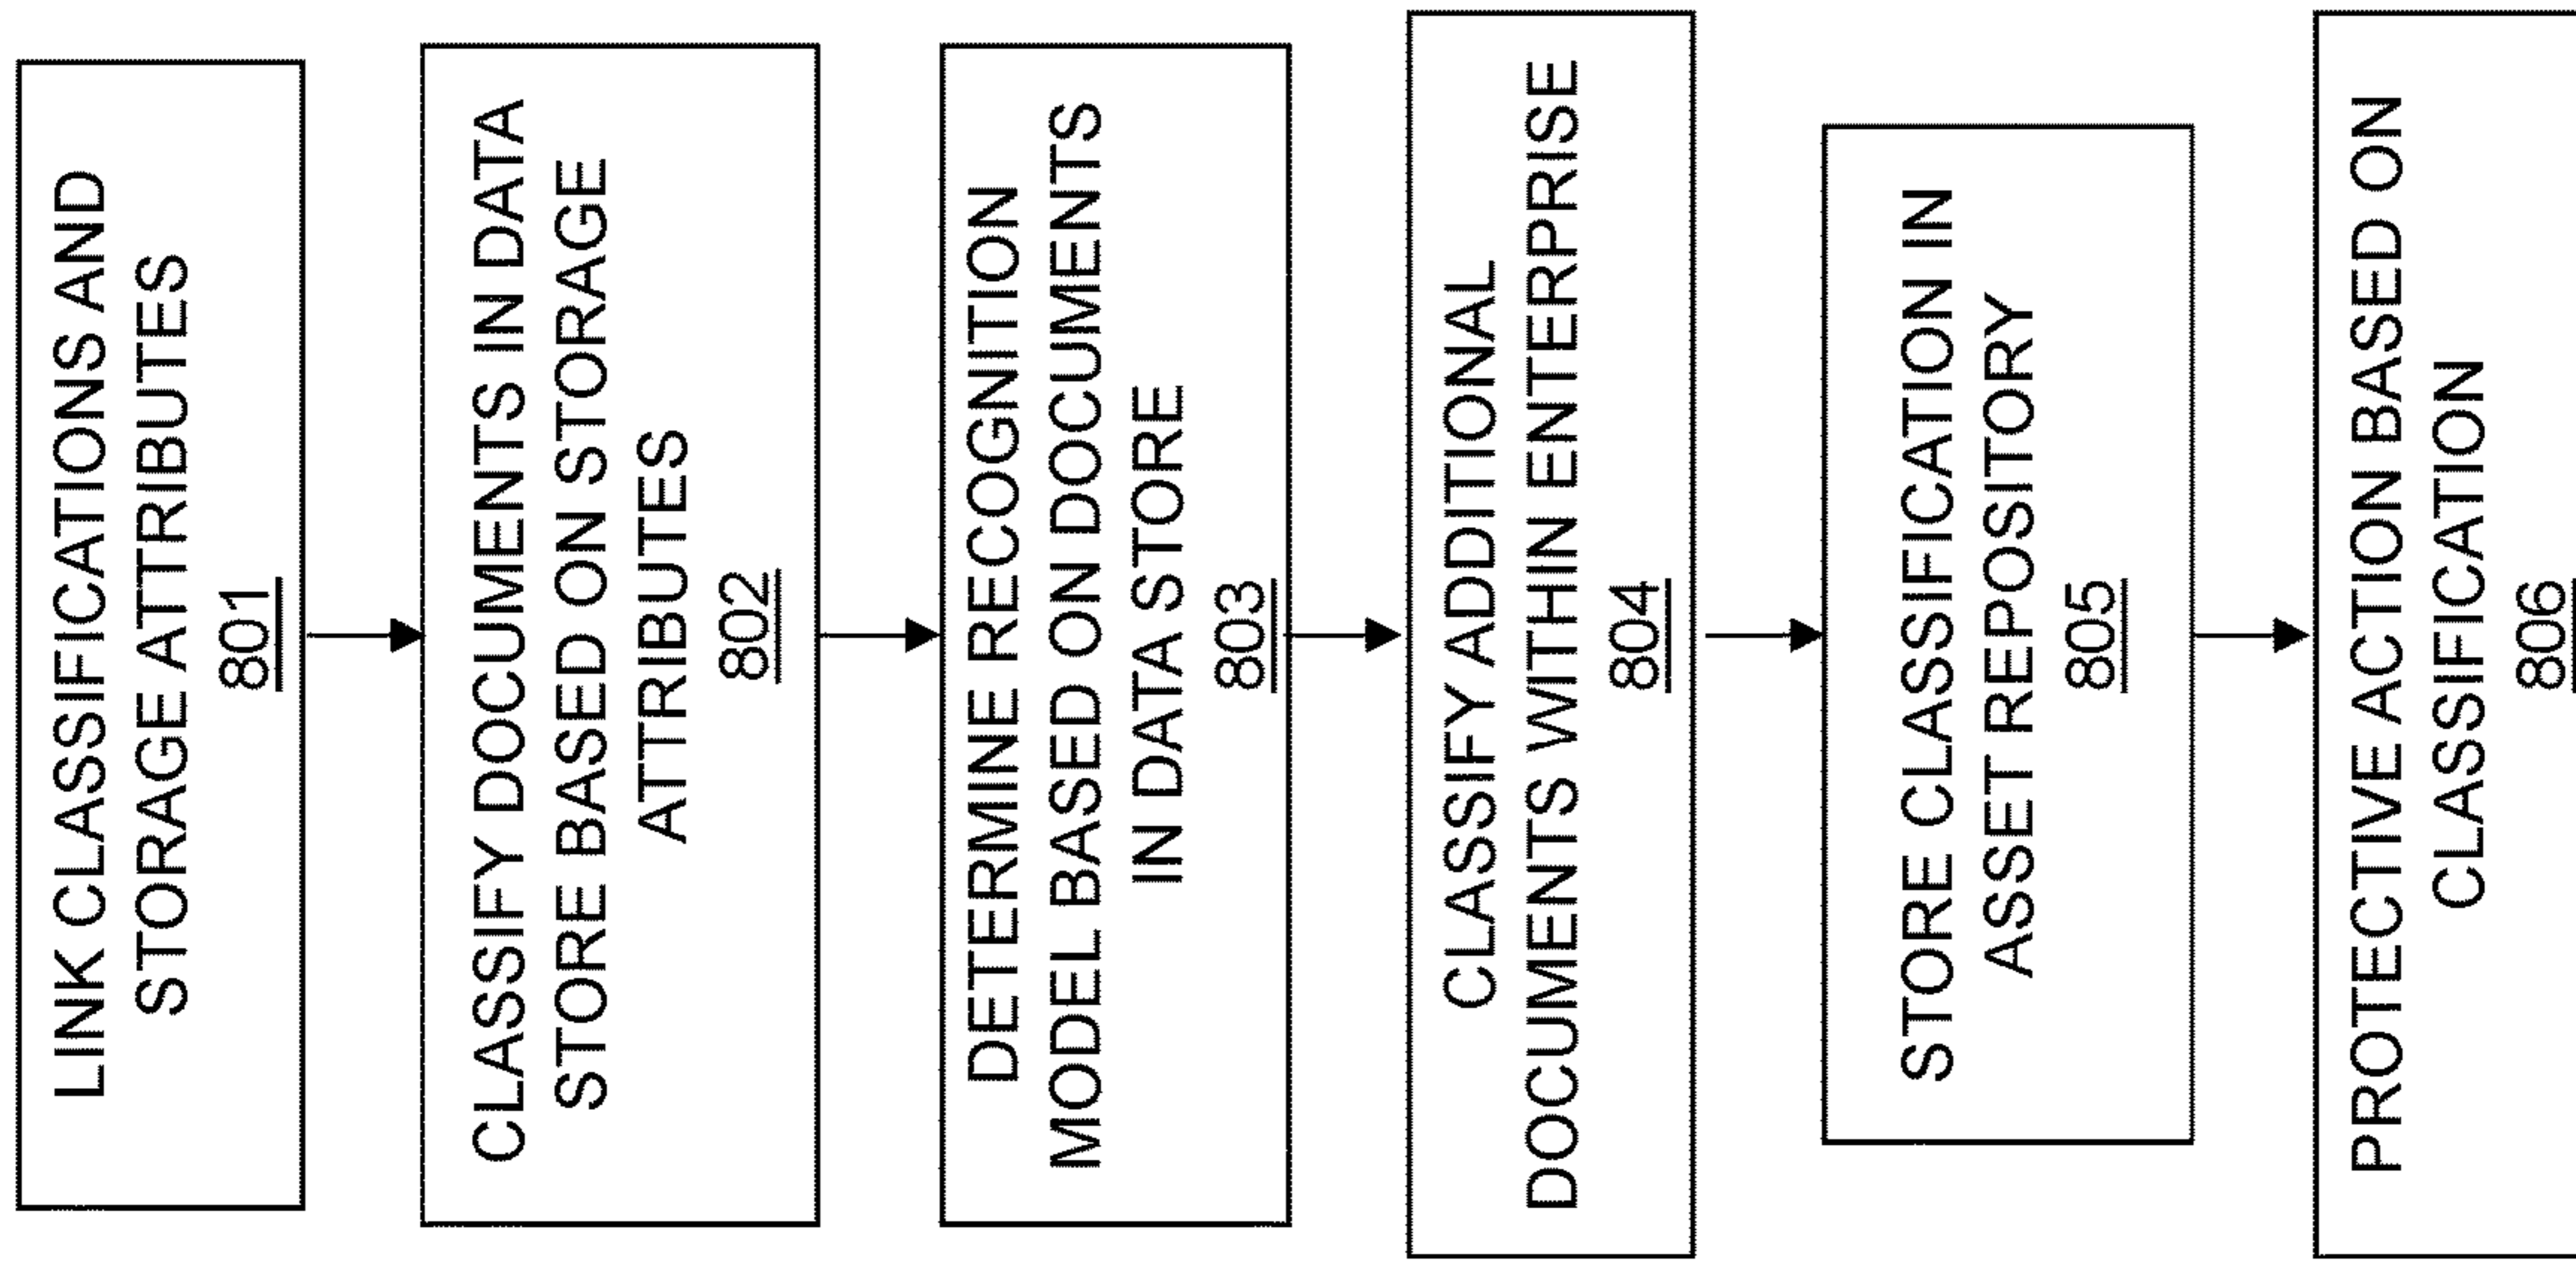 LINK CLASSIFICATIONS AND
STORAGE ATTRIBUTES
801
CLASSIFY DOCUMENTS IN DATA
STORE BASED ON STORAGE
ATTRIBUTES
802
DETERMINE RECOGNITION
MODEL BASED ON DOCUMENTS
IN DATA STORE
803
CLASSIFY ADDITIONAL
DOCUMENTS WITHIN ENTERPRISE
804
STORE CLASSIFICATION IN
ASSET REPOSITORY
805
PROTECTIVE ACTION BASED ON
CLASSIFICATION
806